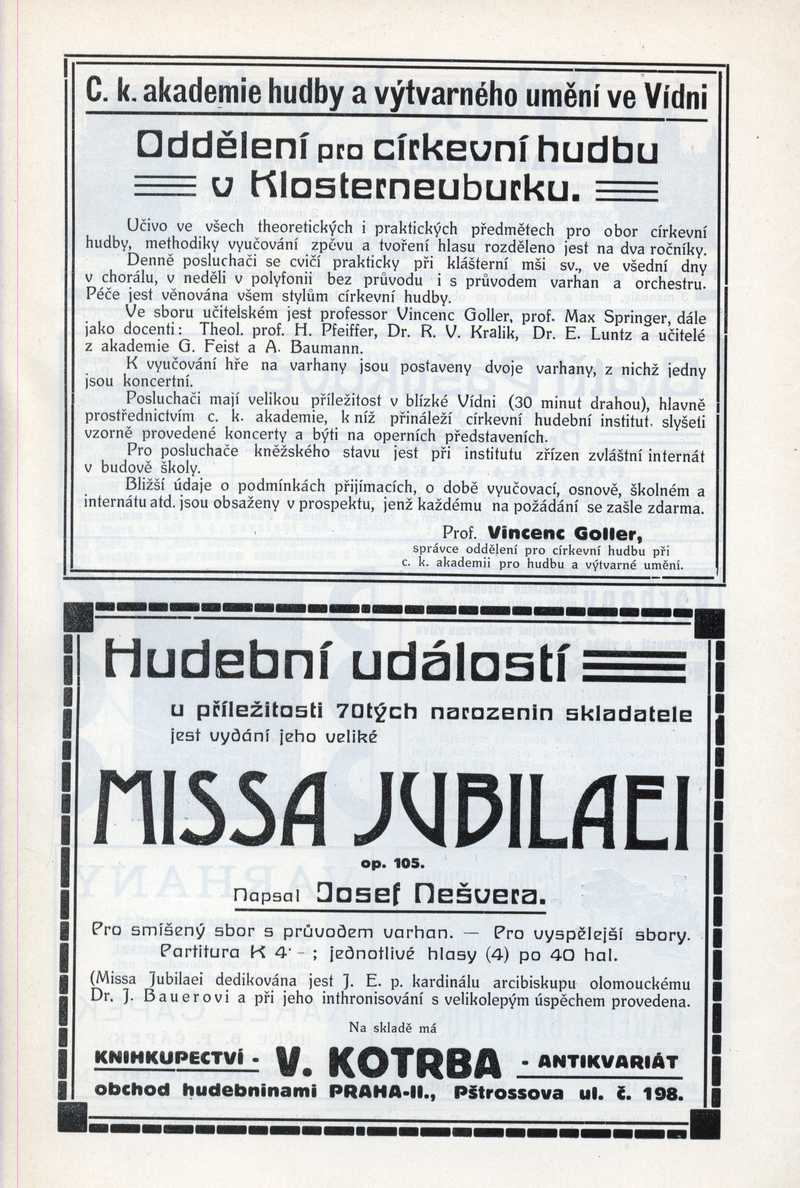 C. k. akademie hudby a výtvarného umění ve Vídni
Oddělení pro církevní hudbu
v Klosterneuburku.
Učivo ve všech theoretických i praktických předmětech pro obor církevní
hudby, methodiky vyučování zpěvu a tvoření hlasu rozděleno jest na dva ročníky.
Denně posluchači se cvičí prakticky při klášterní mši sv., ve všední dny
v chorálu, v neděli v polyfonii bez průvodu i s průvodem varhan a orchestru.
Péče jest věnována všem stylům církevní hudby.
Ve sboru učitelském jest professor Vincenc Goller, prof. Max Springer, dále
jako docenti: Theol. prof. H. Pfeiffer, Dr. R. V. Kralik, Dr. E. Luntz a učitelé
z akademie G. Feist a A. Baumann.
K vyučování hře na varhany jsou postaveny dvoje varhany, z nichž jedny
jsou koncertní.
Posluchači mají velikou příležitost v blízké Vídni (30 minut drahou), hlavně
prostřednictvím c. k. akademie, k níž přináleží církevní hudební institut. slyšeti
vzorně provedené koncerty a býti na operních představeních.
Pro posluchače kněžského stavu jest při institutu zřízen zvláštní internát
v budově školy.
Bližší údaje o podmínkách přijímacích, o době vyučovací, osnově, školném a
internátu atd. jsou obsaženy v prospektu, jenž každému na požádání se zašle zdarma.
Prof. Vincenc Goller,
správce oddělení pro církevní hudbu při
c. k. akademii pro hudbu a výtvarné umění.
Hudební událostí
u příležitosti 70tých narozenin skladatele
jest vydání jeho veliké
MISSA JUBILAEI
op. 105.
Napsal Josef Nešvera.
Pro smíšený sbor s průvodem varhan. — Pro vyspělejší sbory.
Partitura K 4·– ; jednotlivé hlasy (4) po 40 hal.
(Missa Jubilaei dedikována jest J. E. p. kardinálu arcibiskupu olomouckému
Dr. J. Bauerovi a při jeho inthronisování s velikolepým úspěchem provedena.
Na skladě má
KNIHKUPECTVÍ - V. KOTRBA - ANTIKVARIÁT
obchod hudebninami PRAHA-II., Pštrossova ul. č. 198.